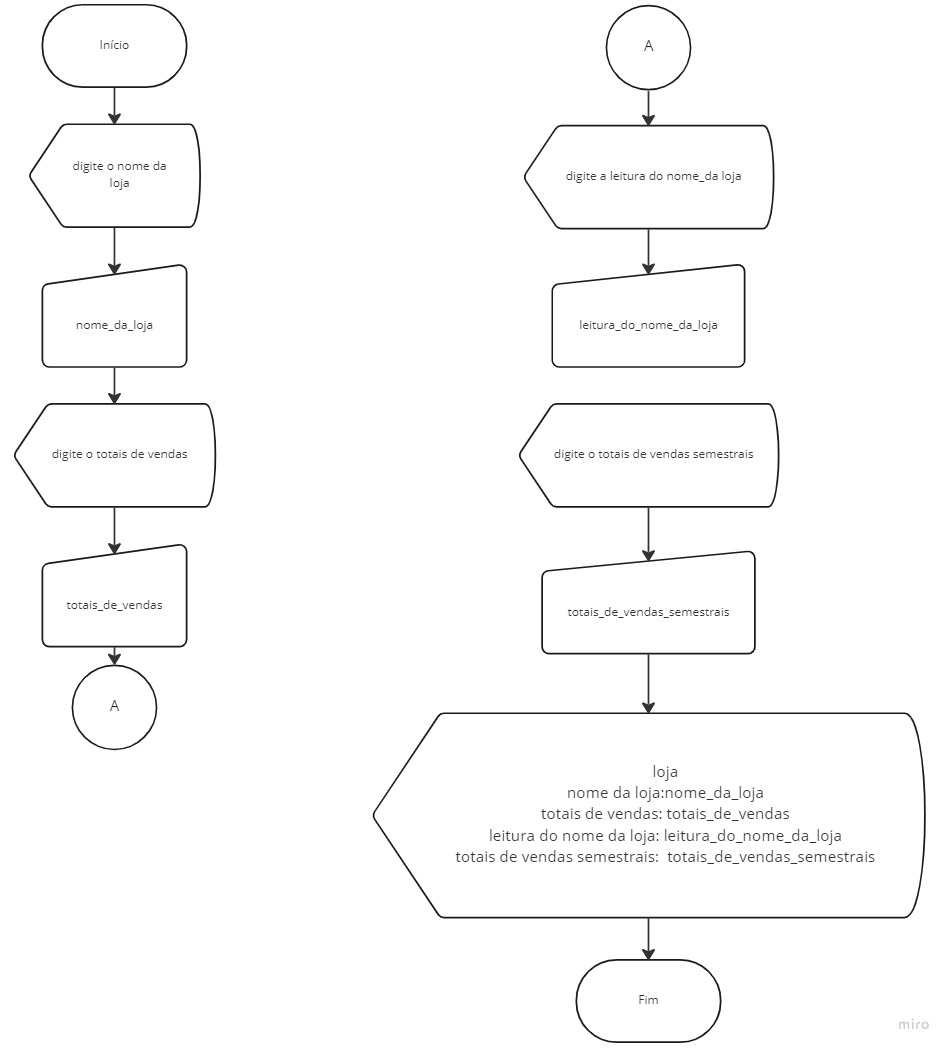 Início
digite o nome da
loja
nome_da_loja
digite o totais de vendas
totais_de_vendas
A
A
digite a leitura do nome_da loja
leitura_do_nome_da_loja
digite o totais de vendas semestrais
totais_de_vendas_semestrais
loja
nome da loja:nome_da_loja
totais de vendas: totais_de_vendas
leitura do nome da loja: leitura_do_nome_da_loja
totais de vendas semestrais:  totais_de_vendas_semestrais
Fim
miro